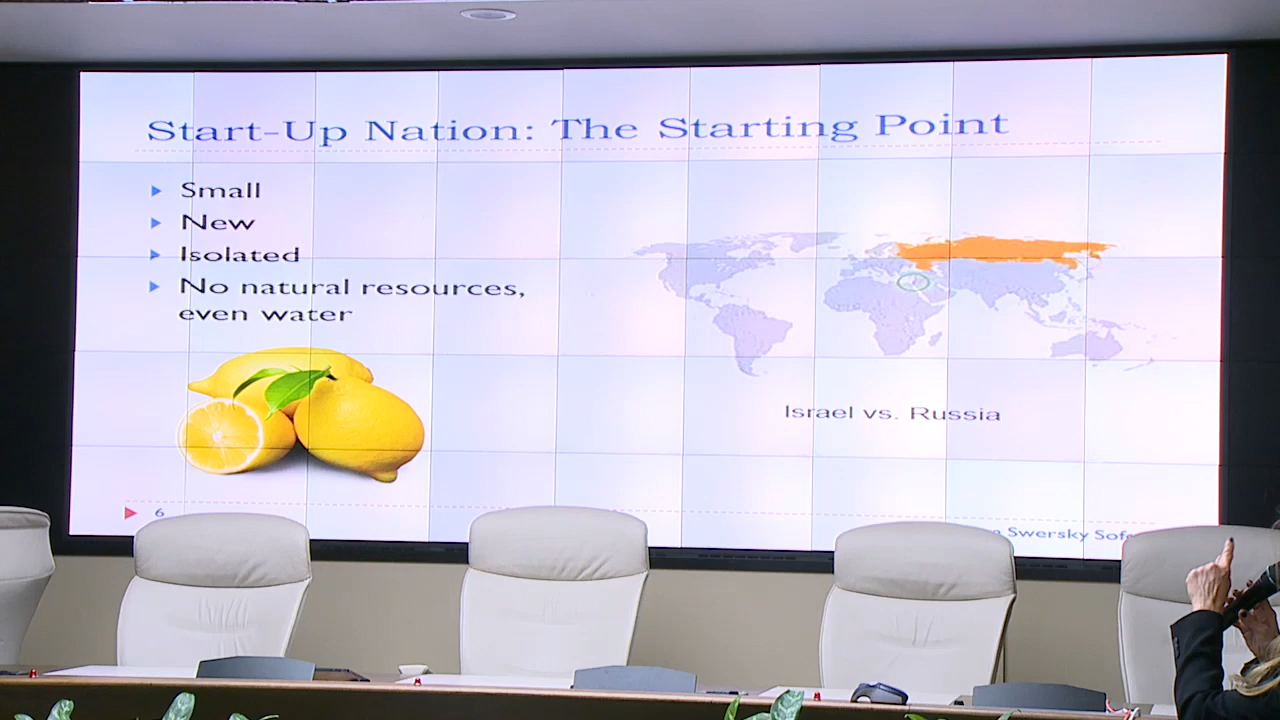 Start-Up Nation: The Starting Point
Small
New
Isolated
No natural resources,
even water
Israel vs. Russia
6
Swersky